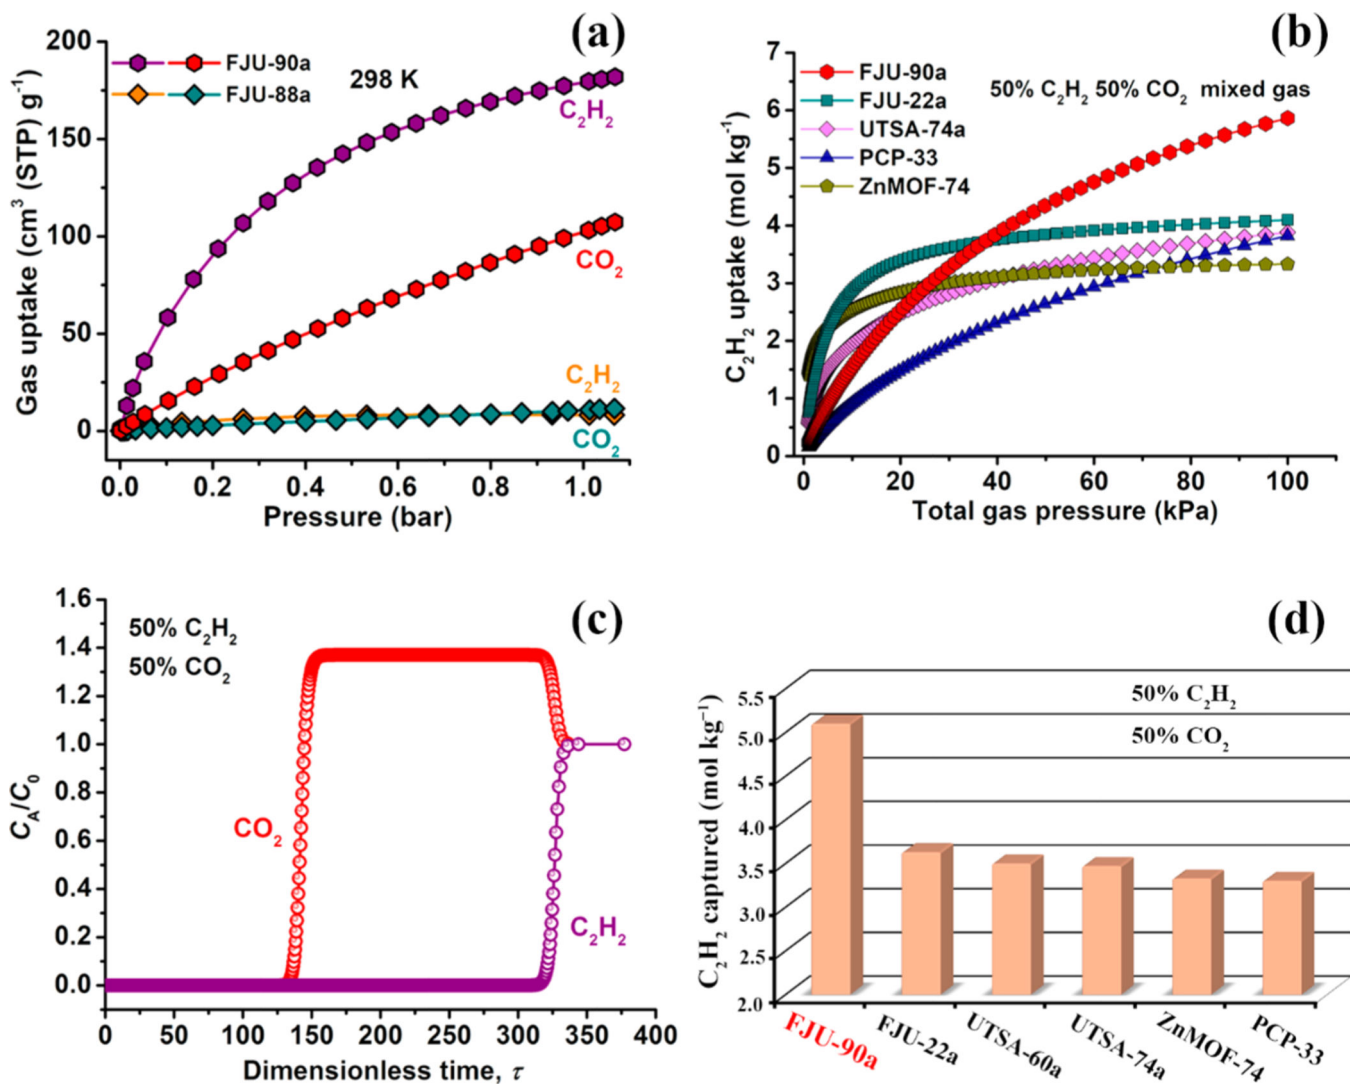 (a)
200
150
100
50
0
Gas uptake (cm³ (STP) g⁻¹)
FJU-90a
FJU-88a
298 K
C₂H₂
CO₂
C₂H₂
CO₂
0.0 0.2 0.4 0.6 0.8 1.0
Pressure (bar)
(b)
7
6
5
4
3
2
1
0
C₂H₂ uptake (mol kg⁻¹)
FJU-90a
FJU-22a
UTSA-74a
PCP-33
ZnMOF-74
50% C₂H₂ 50% CO₂ mixed gas
0 20 40 60 80 100
Total gas pressure (kPa)
(c)
1.6
1.4
1.2
1.0
0.8
0.6
0.4
0.2
0.0
C_A/C₀
50% C₂H₂
50% CO₂
CO₂
C₂H₂
0 50 100 150 200 250 300 350 400
Dimensionless time, τ
(d)
5.5
5.0
4.5
4.0
3.5
3.0
2.5
2.0
C₂H₂ captured (mol kg⁻¹)
50% C₂H₂
50% CO₂
FJU-90a
FJU-22a
UTSA-60a
UTSA-74a
ZnMOF-74
PCP-33